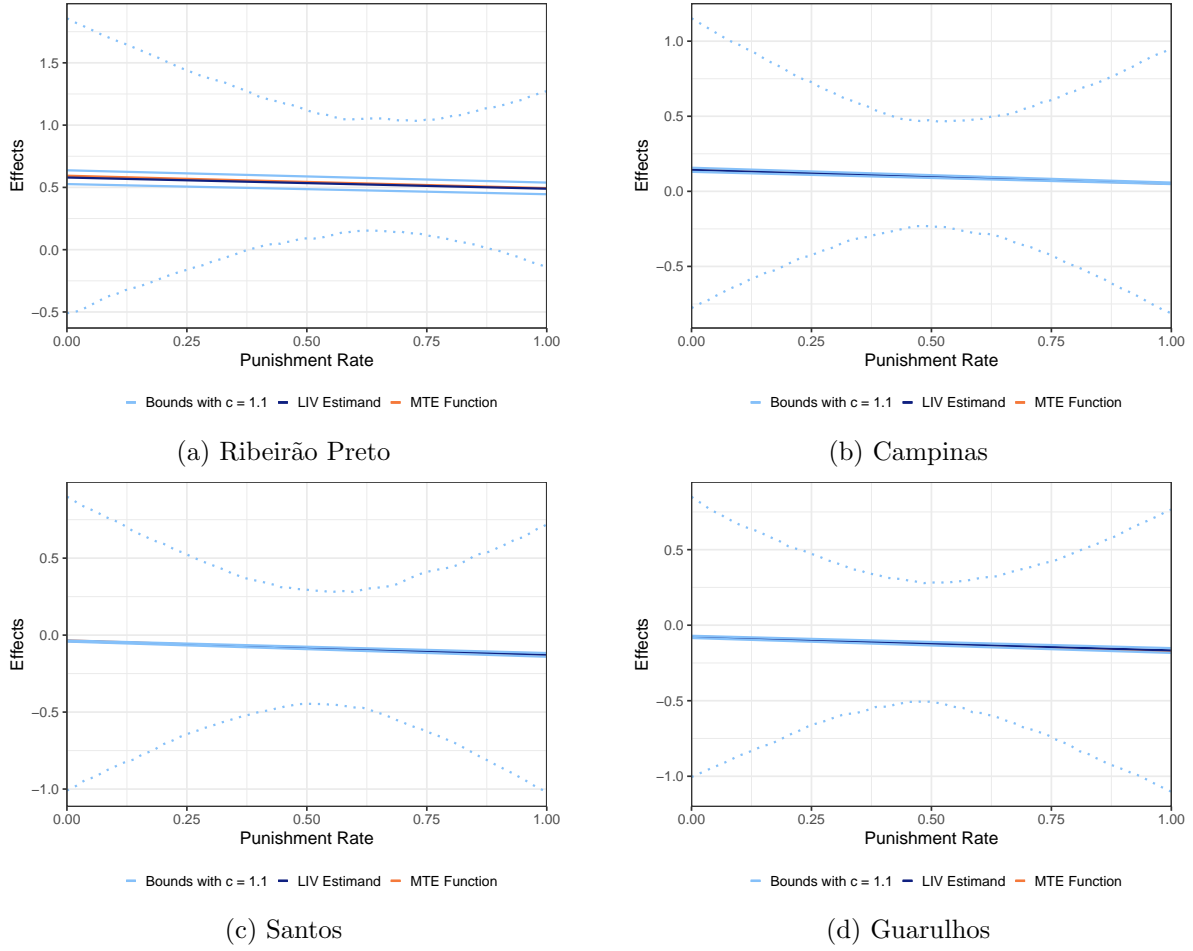 1.5
1.0
0.5
0.0
−0.5
Effects
0.00 0.25 0.50 0.75 1.00
Punishment Rate
Bounds with c = 1.1 LIV Estimand MTE Function
(a) Ribeirão Preto
1.0
0.5
0.0
−0.5
Effects
0.00 0.25 0.50 0.75 1.00
Punishment Rate
Bounds with c = 1.1 LIV Estimand MTE Function
(b) Campinas
0.5
0.0
−0.5
−1.0
Effects
0.00 0.25 0.50 0.75 1.00
Punishment Rate
Bounds with c = 1.1 LIV Estimand MTE Function
(c) Santos
0.5
0.0
−0.5
−1.0
Effects
0.00 0.25 0.50 0.75 1.00
Punishment Rate
Bounds with c = 1.1 LIV Estimand MTE Function
(d) Guarulhos